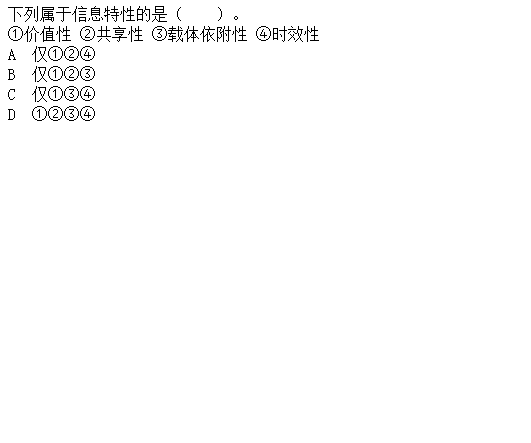 下列属于信息特性的是（　　）。
①价值性 ②共享性 ③载体依附性 ④时效性
A 仅①②④
B 仅①②③
C 仅①③④
D ①②③④